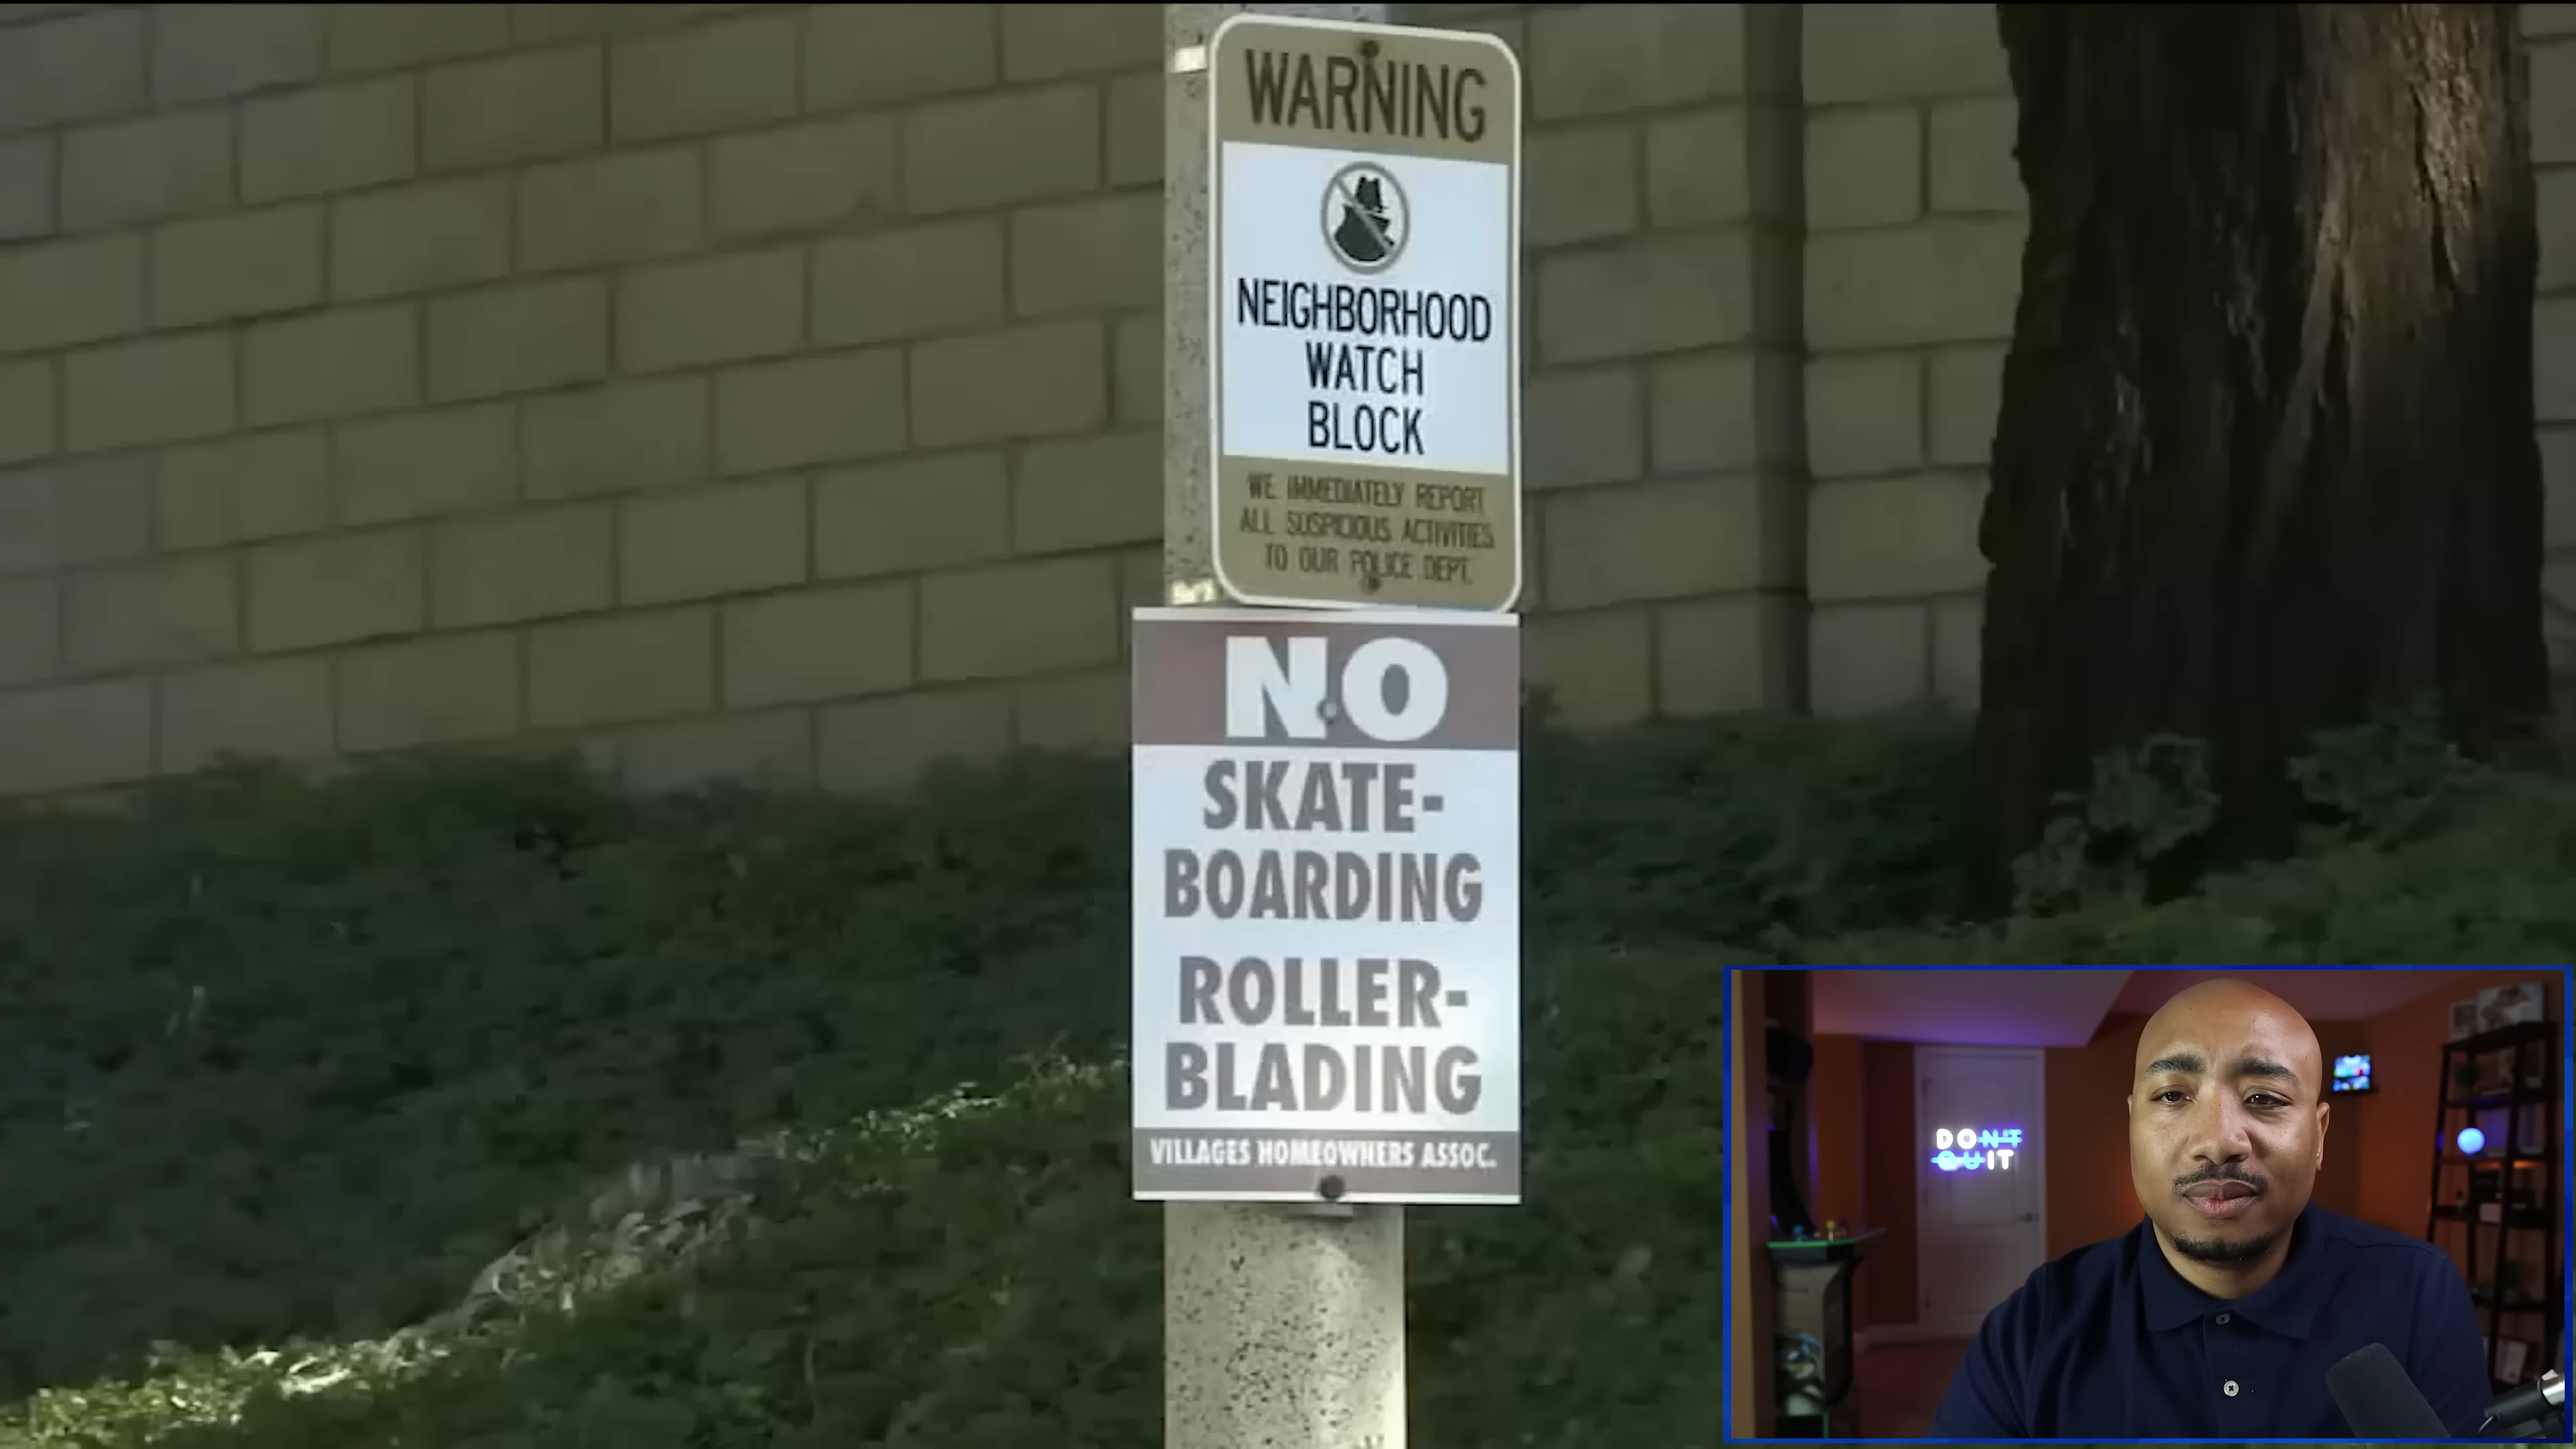 WARNING
NEIGHBORHOOD
WATCH
BLOCK
WE IMMEDIATELY REPORT
ALL SUSPICIOUS ACTIVITIES
TO OUR POLICE DEPT.
NO
SKATE-
BOARDING
ROLLER-
BLADING
VILLAGES HOMEOWNERS ASSOC.
DON'T
QUIT